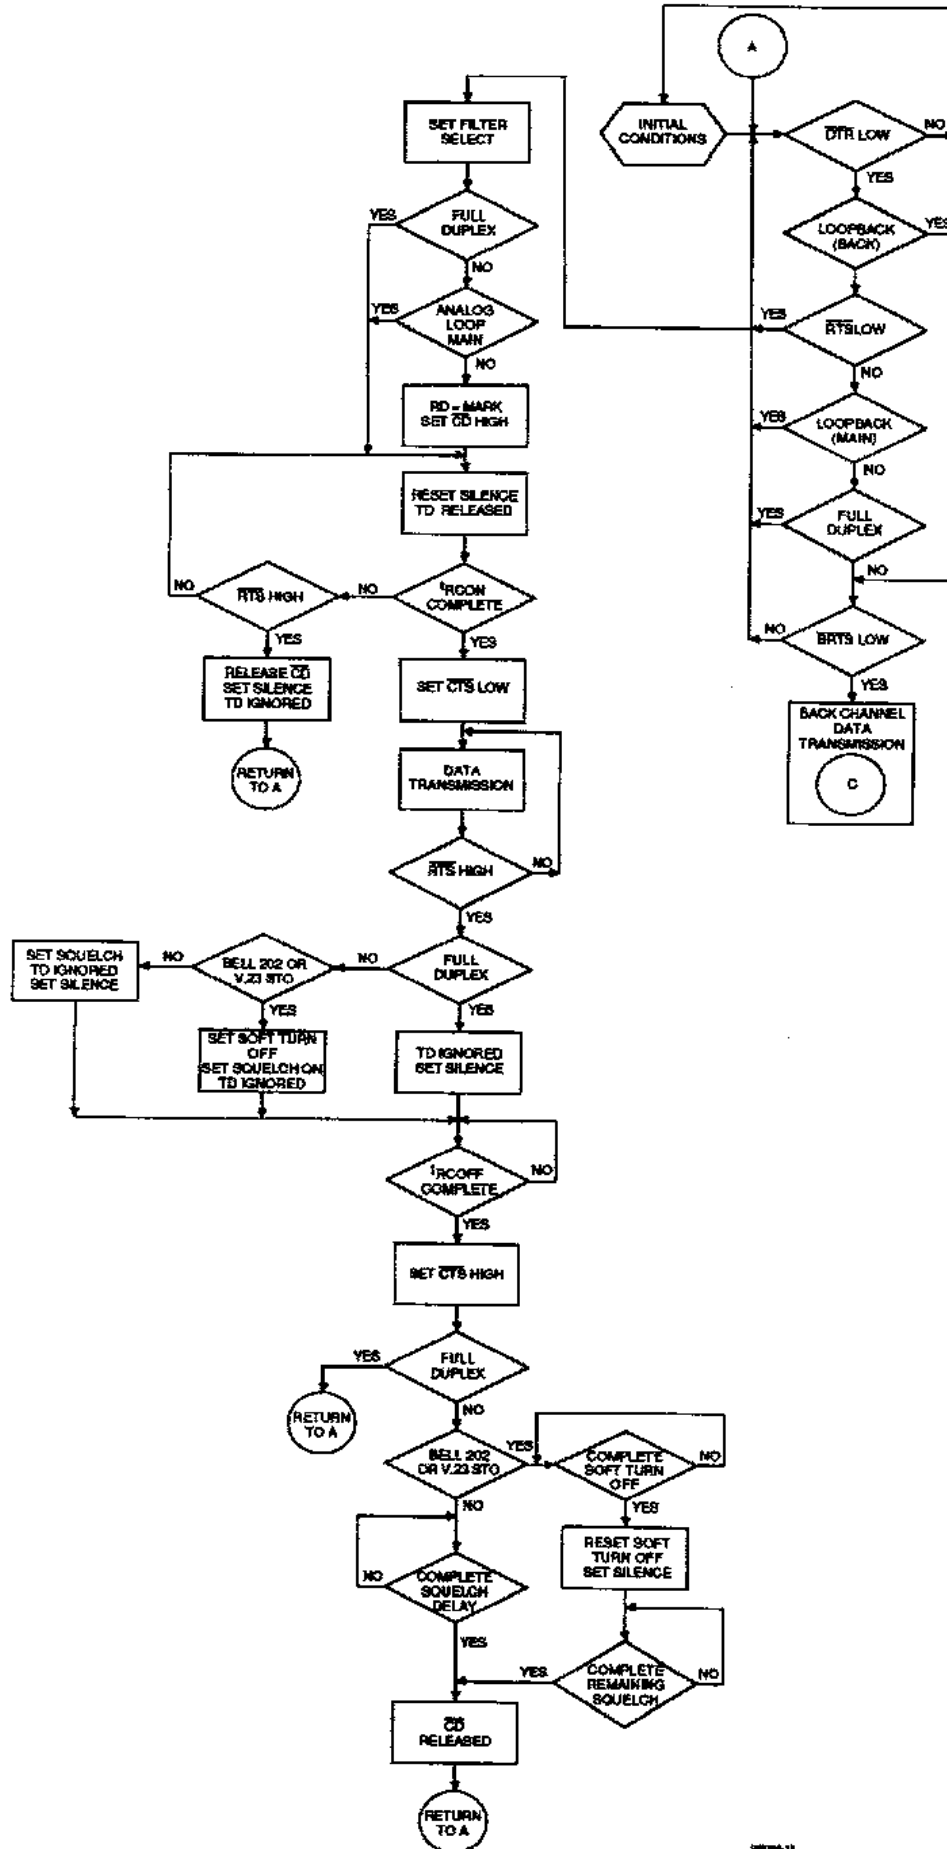 A
INITIAL
CONDITIONS
DTR LOW
NO
YES
LOOPBACK
(BACK)
YES
RTS LOW
YES
NO
LOOPBACK
(MAIN)
YES
NO
FULL
DUPLEX
YES
NO
BRTS LOW
NO
YES
BACK CHANNEL
DATA
TRANSMISSION
C
SET FILTER
SELECT
FULL
DUPLEX
YES
NO
ANALOG
LOOP
MAIN
YES
NO
RD = MARK
SET CD HIGH
RESET SILENCE
TD RELEASED
tRCON
COMPLETE
NO
YES
RTS HIGH
NO
YES
RELEASE CD
SET SILENCE
TD IGNORED
RETURN
TO A
SET CTS LOW
DATA
TRANSMISSION
RTS HIGH
NO
YES
FULL
DUPLEX
NO
YES
BELL 202 OR
V.23 STO
NO
YES
SET SQUELCH
TD IGNORED
SET SILENCE
SET SOFT TURN
OFF
SET SQUELCH ON
TD IGNORED
TD IGNORED
SET SILENCE
tRCOFF
COMPLETE
NO
YES
SET CTS HIGH
FULL
DUPLEX
YES
NO
RETURN
TO A
BELL 202
OR V.23 STO
YES
NO
COMPLETE
SOFT TURN
OFF
NO
YES
RESET SOFT
TURN OFF
SET SILENCE
COMPLETE
SQUELCH
DELAY
NO
YES
COMPLETE
REMAINING
SQUELCH
NO
YES
CD
RELEASED
RETURN
TO A